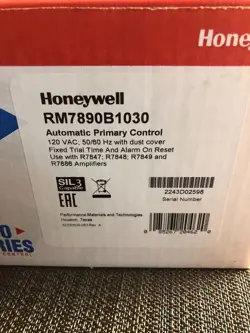 Honeywell
Honeywell
RM7890B1030
Automatic Primary Control
120 VAC, 50/60 Hz with dust cover
Fixed Trial Time And Alarm On Reset
Use with R7847; R7848; R7849 and
R7886 Amplifiers
SIL 3
Capable
EAC
2243D02598
Serial Number
Performance Materials and Technologies
Houston, Texas